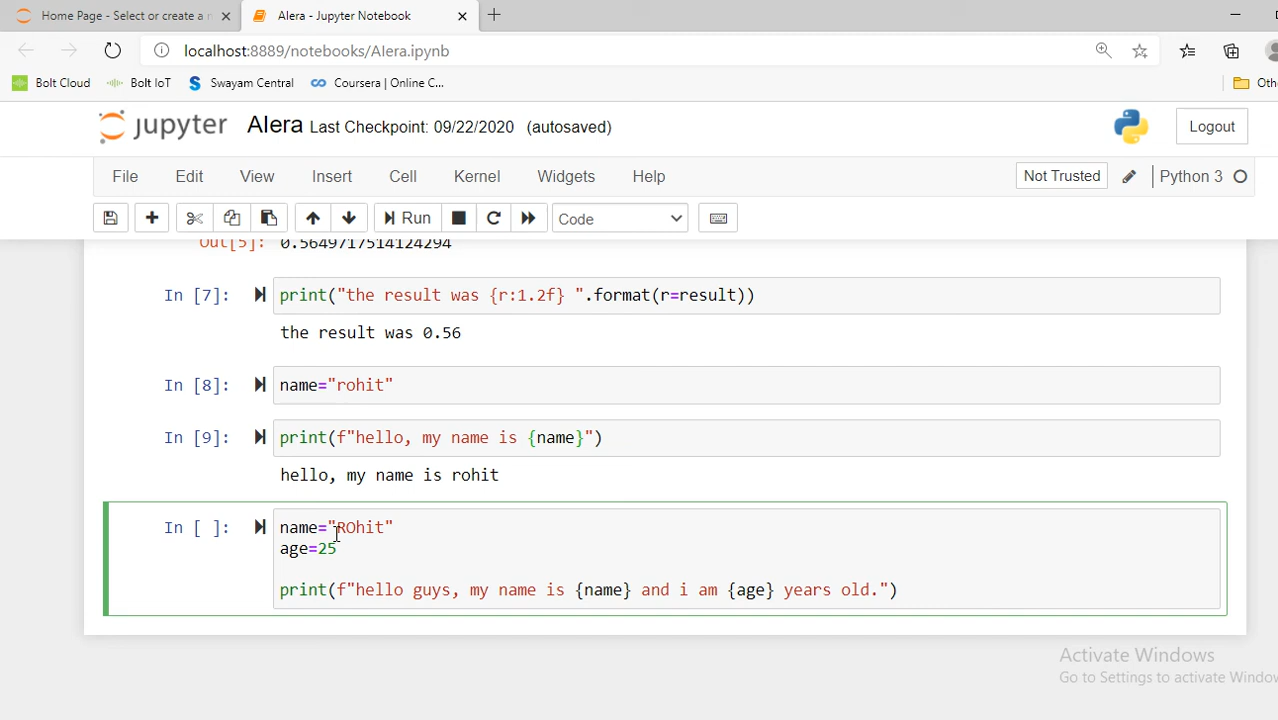 Home Page - Select or create a n
Alera - Jupyter Notebook
localhost:8889/notebooks/Alera.ipynb
Bolt Cloud
Bolt IoT
Swayam Central
Coursera | Online C...
Oth
jupyter Alera Last Checkpoint: 09/22/2020 (autosaved)
Logout
File Edit View Insert Cell Kernel Widgets Help
Not Trusted
Python 3
Run
Code
Out[5]: 0.5649717514124294
In [7]: print("the result was {r:1.2f} ".format(r=result))
the result was 0.56
In [8]: name="rohit"
In [9]: print(f"hello, my name is {name}")
hello, my name is rohit
In [ ]: name="ROhit"
age=25
print(f"hello guys, my name is {name} and i am {age} years old.")
Activate Windows
Go to Settings to activate Windo